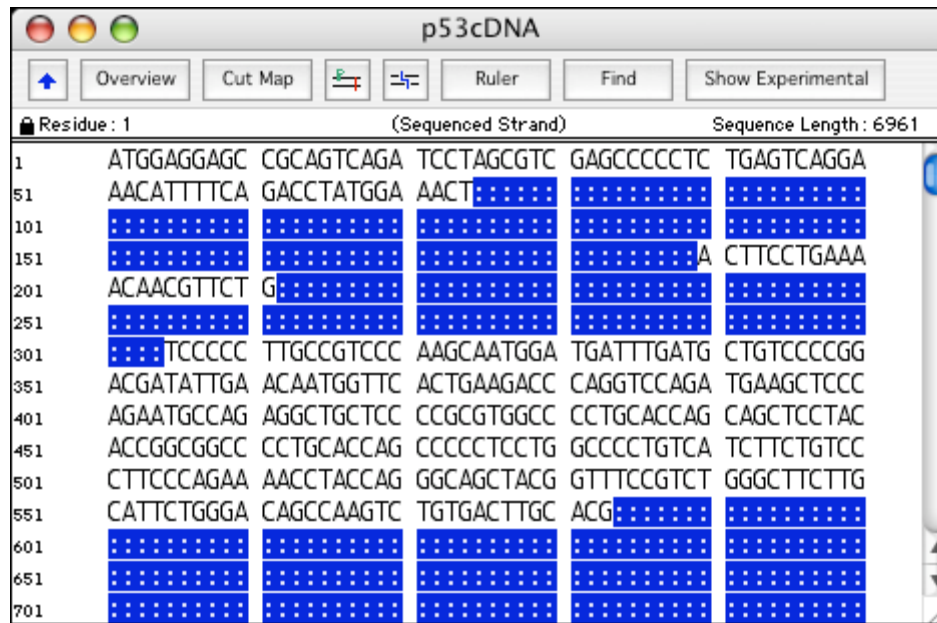 p53cDNA
Overview Cut Map Ruler Find Show Experimental
Residue: 1 (Sequenced Strand) Sequence Length: 6961
1 ATGGAGGAGC CGCAGTCAGA TCCTAGCGTC GAGCCCCCTC TGAGTCAGGA
51 AACATTTTCA GACCTATGGA AACT:::::: :::::::::: ::::::::::
101 :::::::::: :::::::::: :::::::::: :::::::::: ::::::::::
151 :::::::::: :::::::::: :::::::::: :::::::::A CTTCCTGAAA
201 ACAACGTTCT G::::::::: :::::::::: :::::::::: ::::::::::
251 :::::::::: :::::::::: :::::::::: :::::::::: ::::::::::
301 ::::TCCCCC TTGCCGTCCC AAGCAATGGA TGATTTGATG CTGTCCCCGG
351 ACGATATTGA ACAATGGTTC ACTGAAGACC CAGGTCCAGA TGAAGCTCCC
401 AGAATGCCAG AGGCTGCTCC CCGCGTGGCC CCTGCACCAG CAGCTCCTAC
451 ACCGGCGGCC CCTGCACCAG CCCCCTCCTG GCCCCTGTCA TCTTCTGTCC
501 CTTCCCAGAA AACCTACCAG GGCAGCTACG GTTTCCGTCT GGGCTTCTTG
551 CATTCTGGGA CAGCCAAGTC TGTGACTTGC ACG::::::: ::::::::::
601 :::::::::: :::::::::: :::::::::: :::::::::: ::::::::::
651 :::::::::: :::::::::: :::::::::: :::::::::: ::::::::::
701 :::::::::: :::::::::: :::::::::: :::::::::: ::::::::::